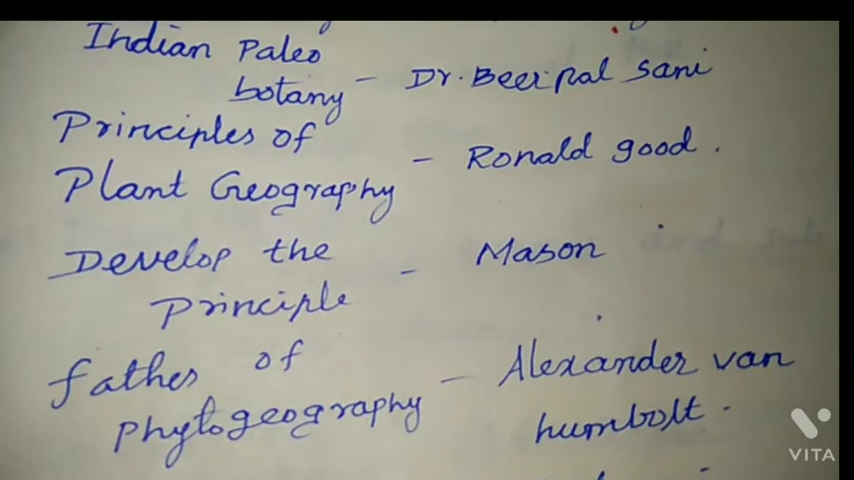 Indian Paleo
botany - Dr. Beerpal Sani
Principles of
Plant Geography - Ronald good.
Develop the
Principle - Mason
father of
Phytogeography - Alexander van
humbolt.
VITA